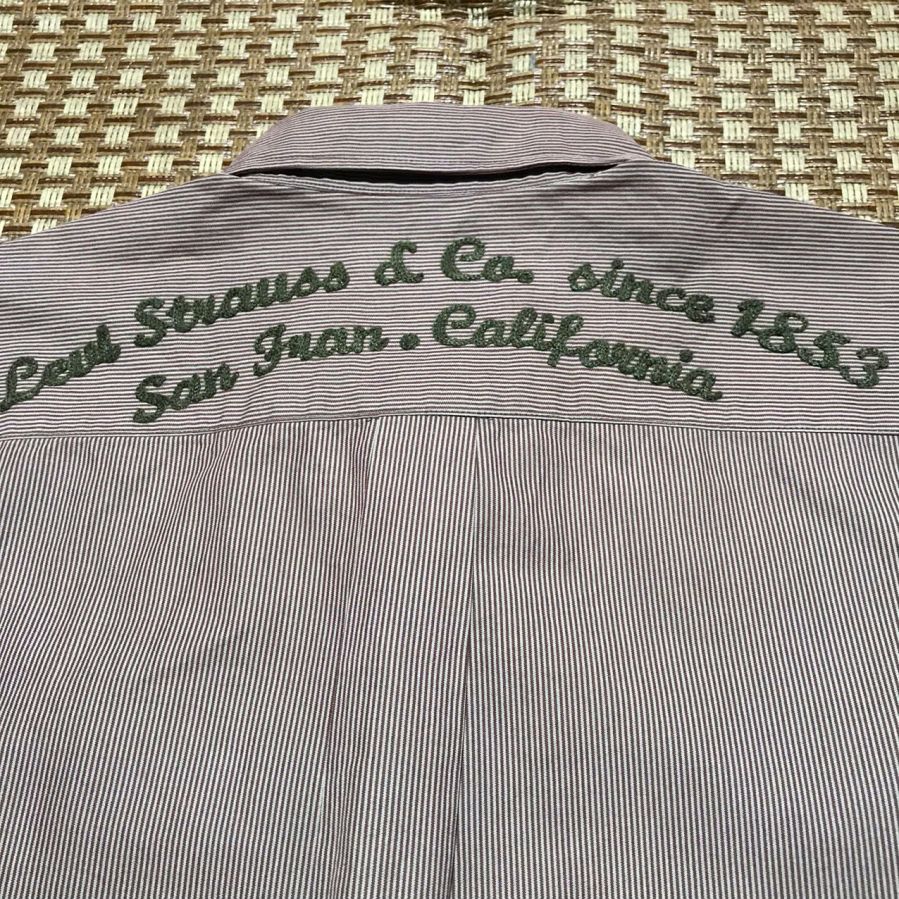 Levi Strauss & Co. since 1853
San Fran. California